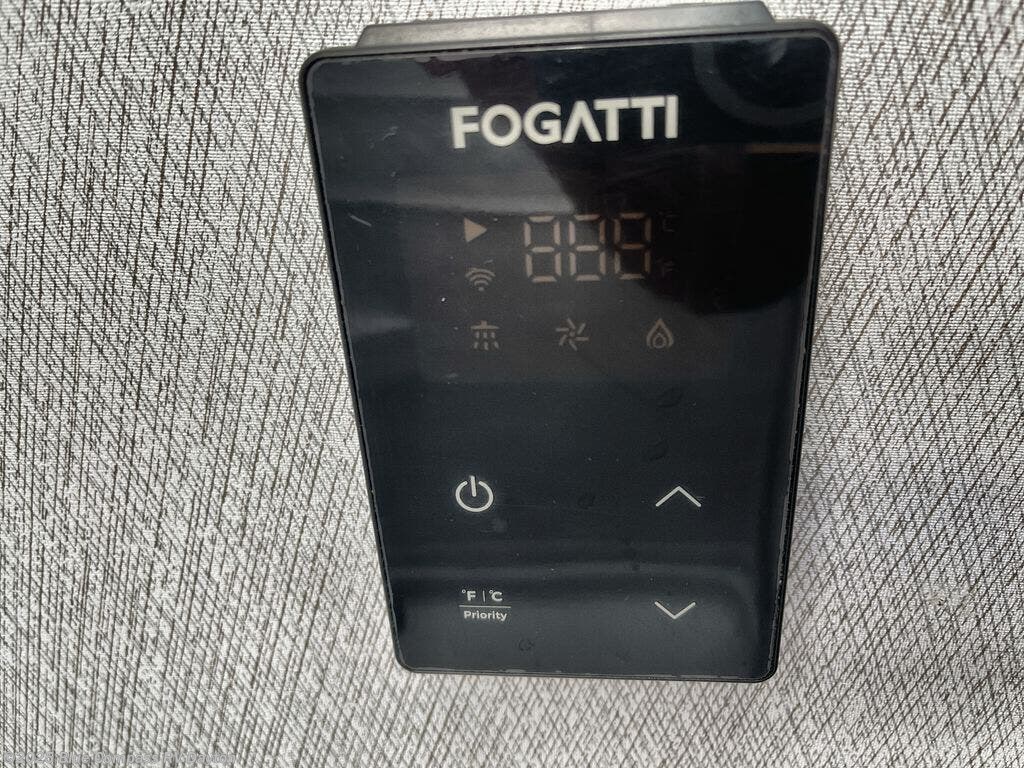 FOGATTI
888
°C
°F
°F | °C
Priority